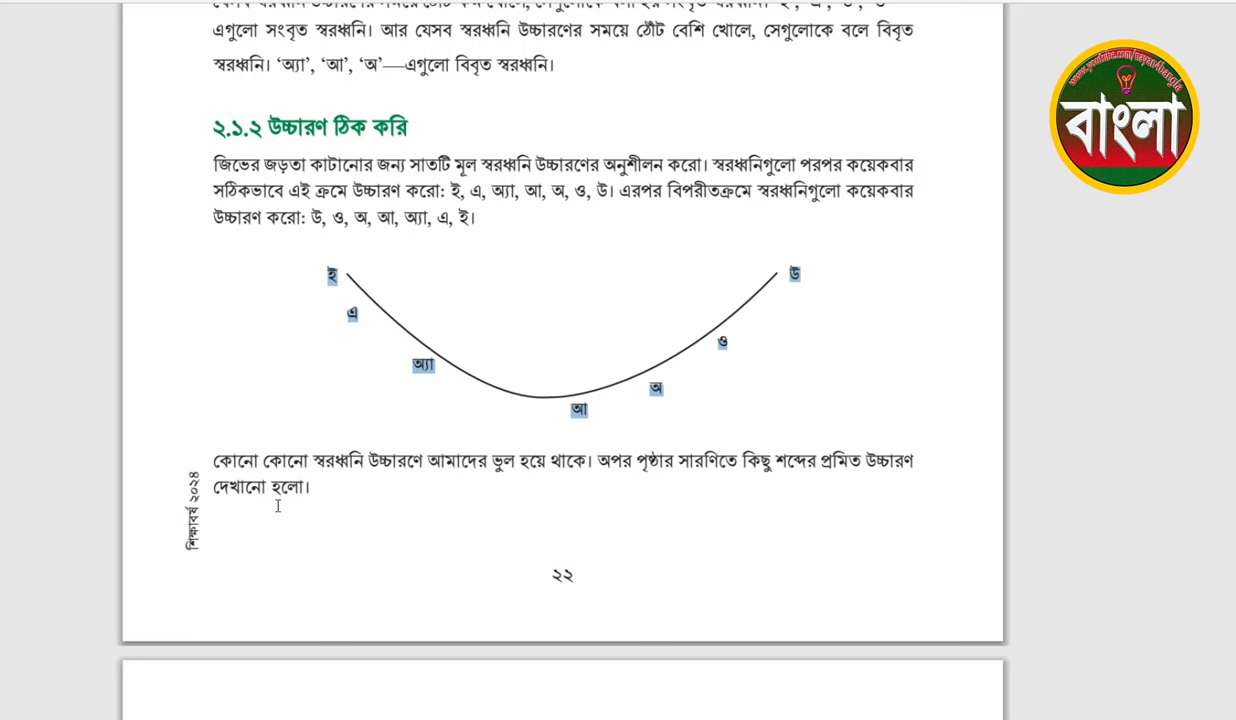 এগুলো সংবৃত স্বরধ্বনি। আর যেসব স্বরধ্বনি উচ্চারণের সময়ে ঠোঁট বেশি খোলে, সেগুলোকে বলে বিবৃত
স্বরধ্বনি। ‘অ্যা’, ‘আ’, ‘অ’—এগুলো বিবৃত স্বরধ্বনি।
২.১.২ উচ্চারণ ঠিক করি
জিভের জড়তা কাটানোর জন্য সাতটি মূল স্বরধ্বনি উচ্চারণের অনুশীলন করো। স্বরধ্বনিগুলো পরপর কয়েকবার
সঠিকভাবে এই ক্রমে উচ্চারণ করো: ই, এ, অ্যা, আ, অ, ও, উ। এরপর বিপরীতক্রমে স্বরধ্বনিগুলো কয়েকবার
উচ্চারণ করো: উ, ও, অ, আ, অ্যা, এ, ই।
ই
উ
এ
ও
অ্যা
অ
আ
কোনো কোনো স্বরধ্বনি উচ্চারণে আমাদের ভুল হয়ে থাকে। অপর পৃষ্ঠার সারণিতে কিছু শব্দের প্রমিত উচ্চারণ
দেখানো হলো।
শিক্ষাবর্ষ ২০২৪
২২
বাংলা